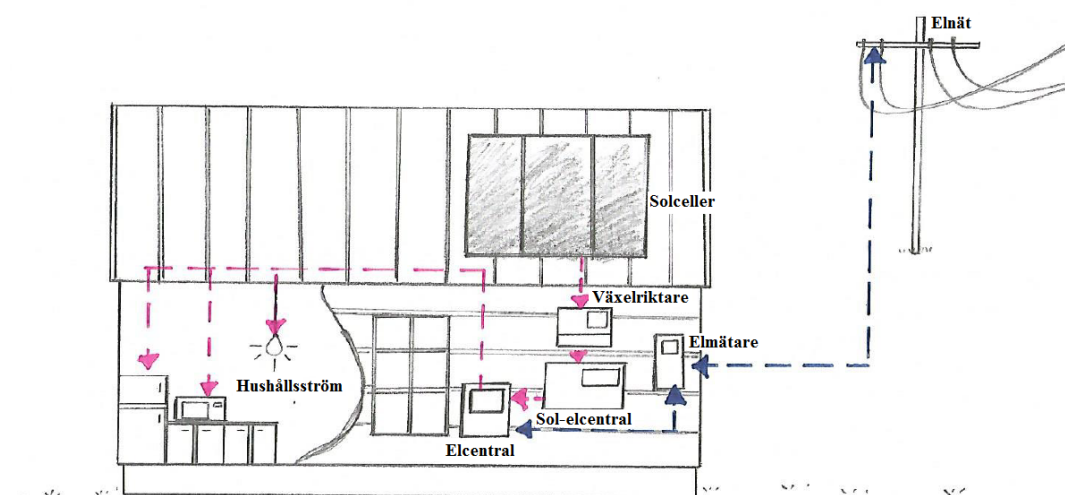 Elnät
Solceller
Växelriktare
Elmätare
Hushållsström
Sol-elcentral
Elcentral